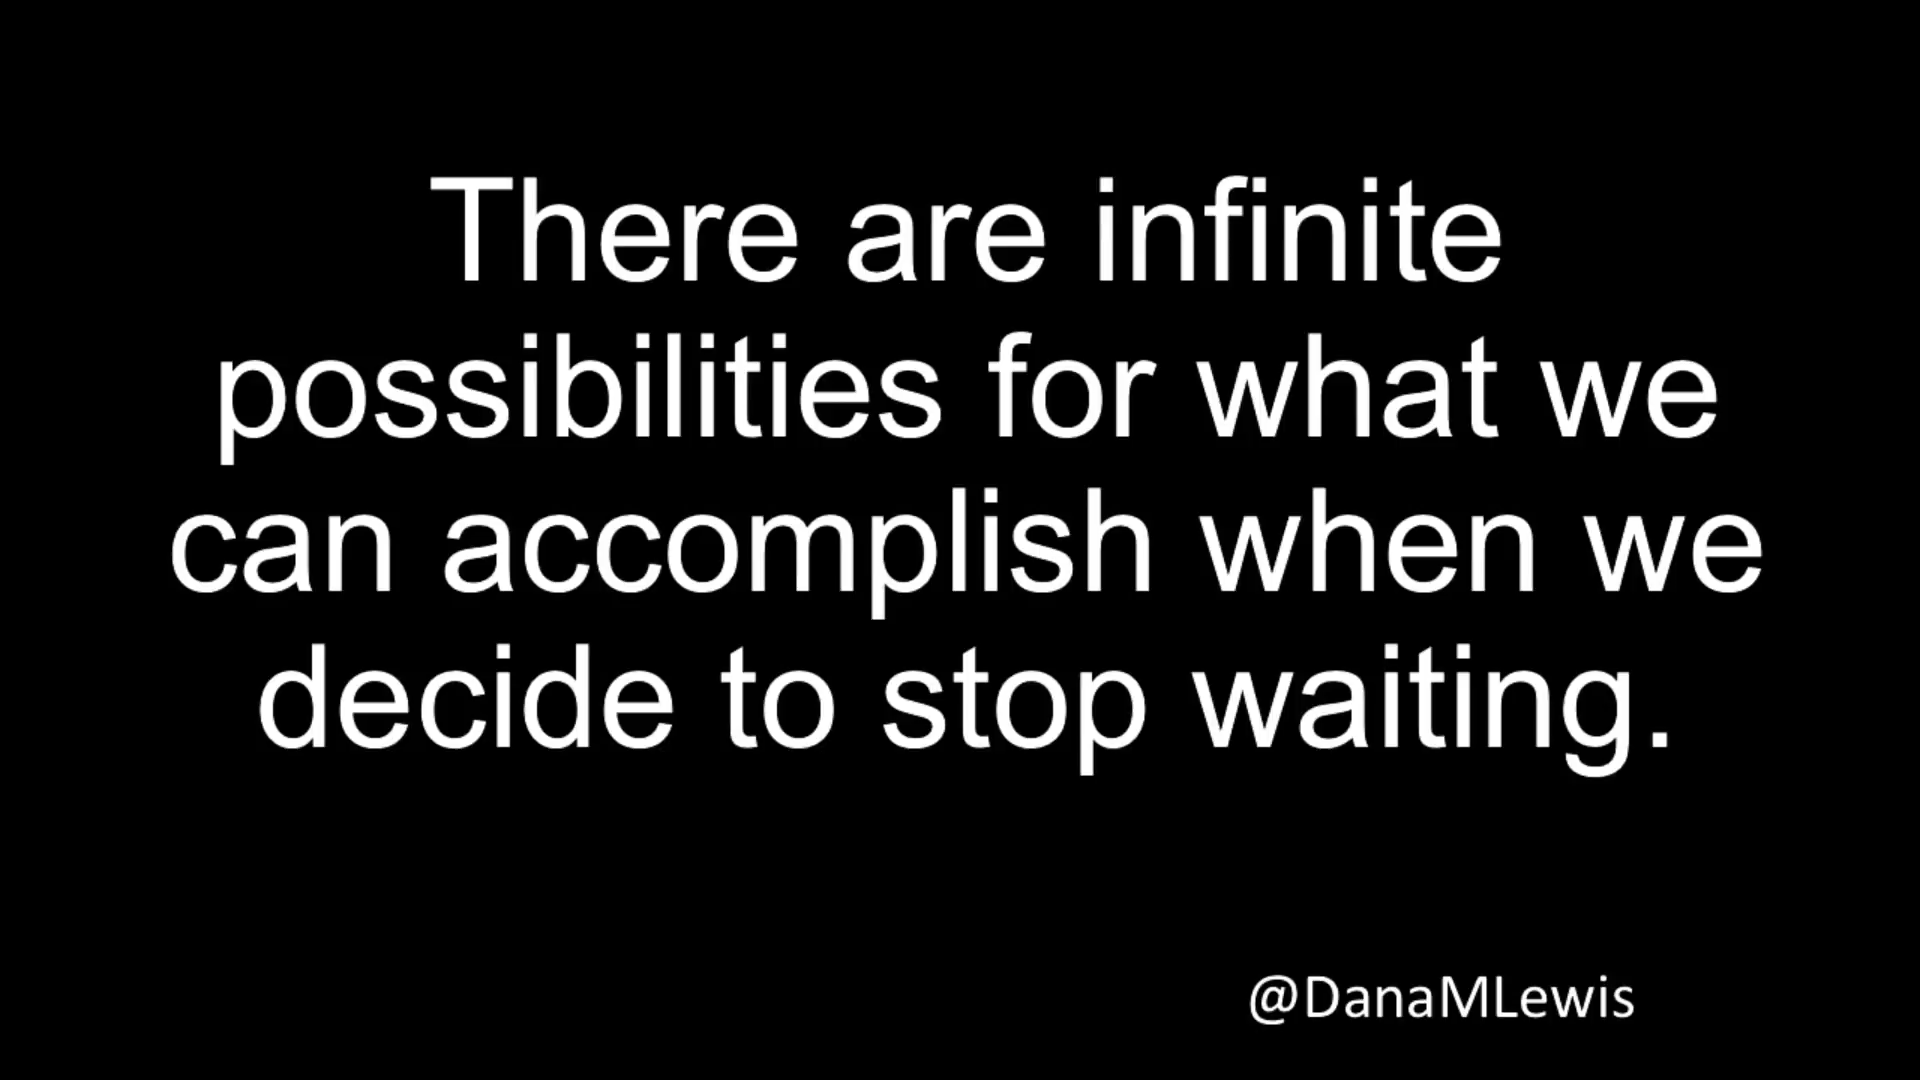 There are infinite
possibilities for what we
can accomplish when we
decide to stop waiting.
@DanaMLewis